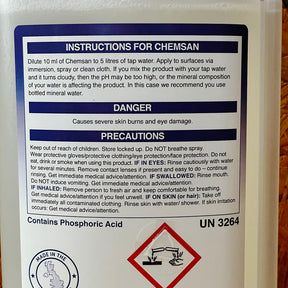 INSTRUCTIONS FOR CHEMSAN
Dilute 10 ml of Chemsan to 5 litres of tap water. Apply to surfaces via
immersion, spray or clean cloth. If you mix the product with your tap water
and it turns cloudy, then the pH may be too high, or the mineral composition
of your water is affecting the product. In this case we recommend you use
bottled mineral water.
DANGER
Causes severe skin burns and eye damage.
PRECAUTIONS
Keep out of reach of children. Store locked up. Do NOT breathe spray.
Wear protective gloves/protective clothing/eye protection/face protection. Do not
eat, drink or smoke when using this product. IF IN EYES: Rinse cautiously with water
for several minutes. Remove contact lenses if present and easy to do – continue
rinsing. Get immediate medical advice/attention. IF SWALLOWED: Rinse mouth.
Do NOT induce vomiting. Get immediate medical advice/attention.
IF INHALED: Remove person to fresh air and keep comfortable for breathing.
Get medical advice/attention if you feel unwell. IF ON SKIN (or hair): Take off
immediately all contaminated clothing. Rinse skin with water/ shower. If skin irritation
occurs: Get medical advice/attention.
Contains Phosphoric Acid
UN 3264
MADE IN THE